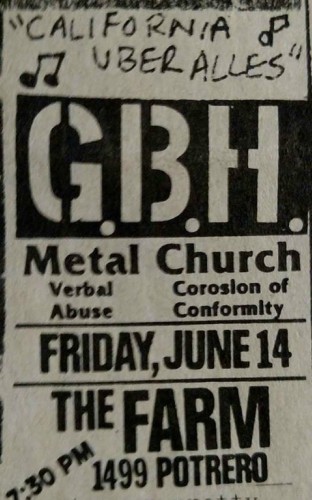 "CALIFORNIA
UBER ALLES"
G.B.H.
Metal Church
Verbal Abuse
Corosion of Conformity
FRIDAY, JUNE 14
THE FARM
7:30 PM
1499 POTRERO